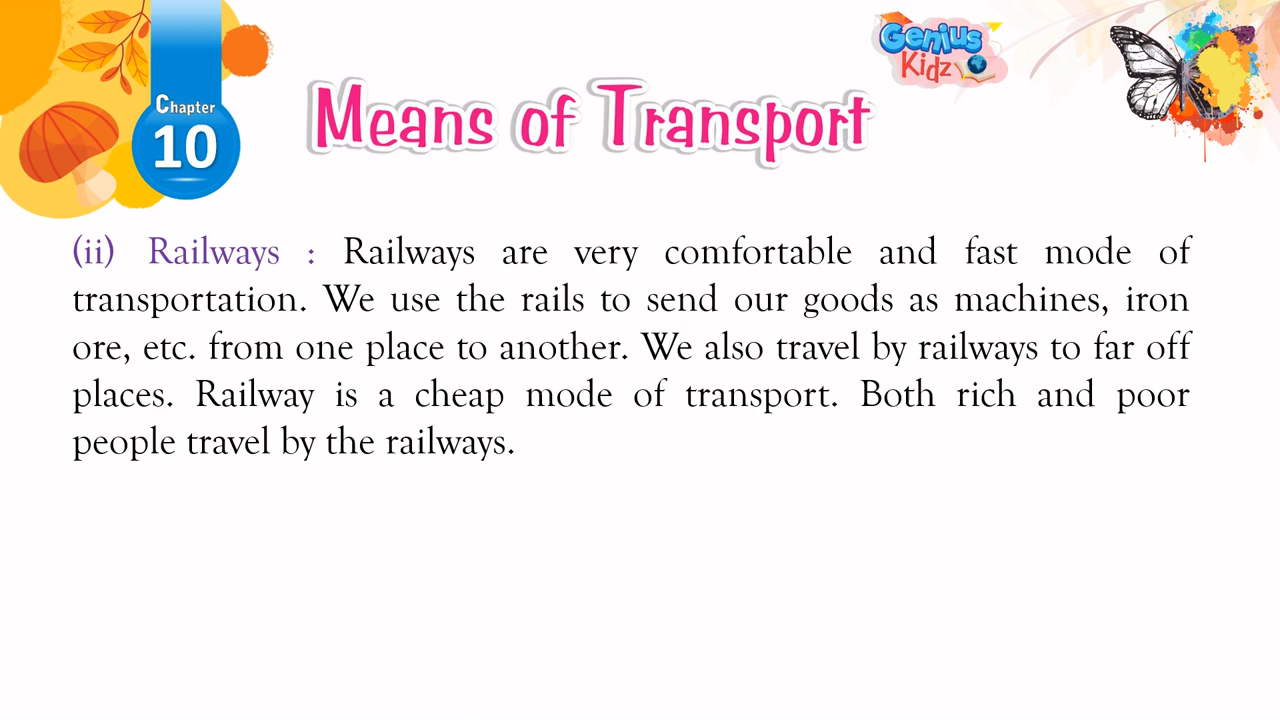 Chapter
10
Means of Transport
Genius
Kidz
(ii) Railways : Railways are very comfortable and fast mode of
transportation. We use the rails to send our goods as machines, iron
ore, etc. from one place to another. We also travel by railways to far off
places. Railway is a cheap mode of transport. Both rich and poor
people travel by the railways.